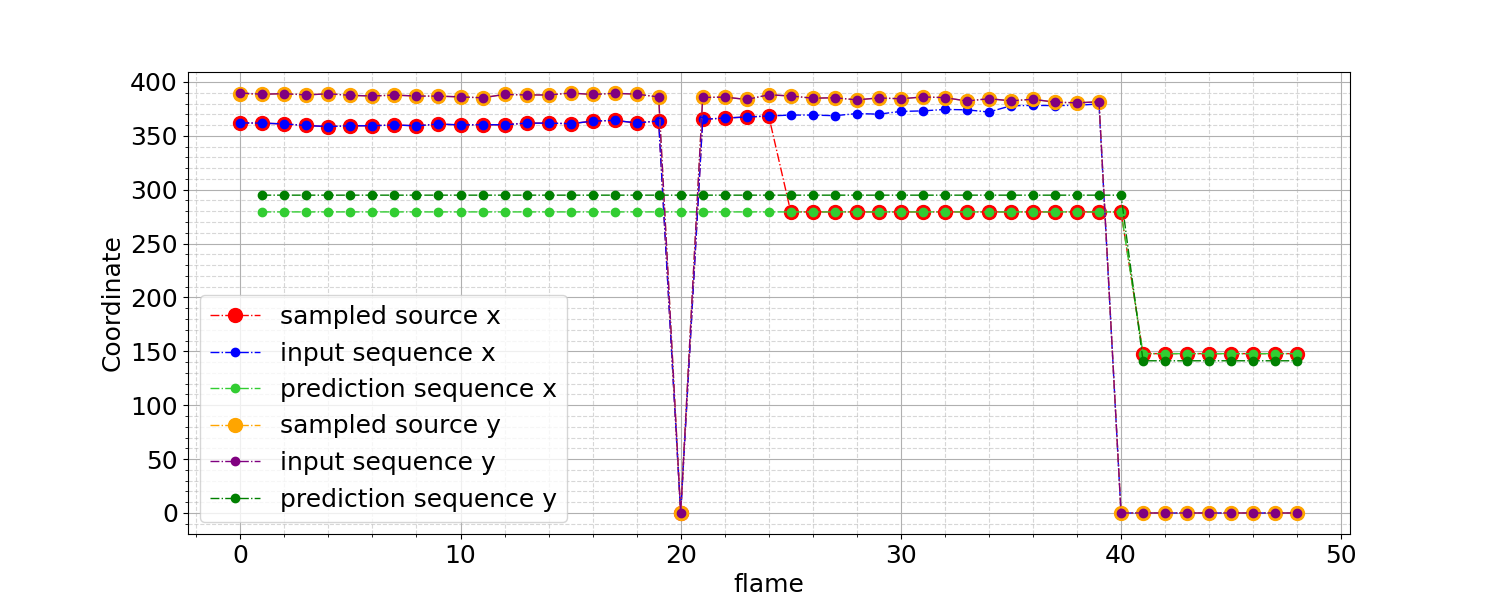 400
350
300
250
200
150
100
50
0
Coordinate
sampled source x
input sequence x
prediction sequence x
sampled source y
input sequence y
prediction sequence y
0 10 20 30 40 50
flame